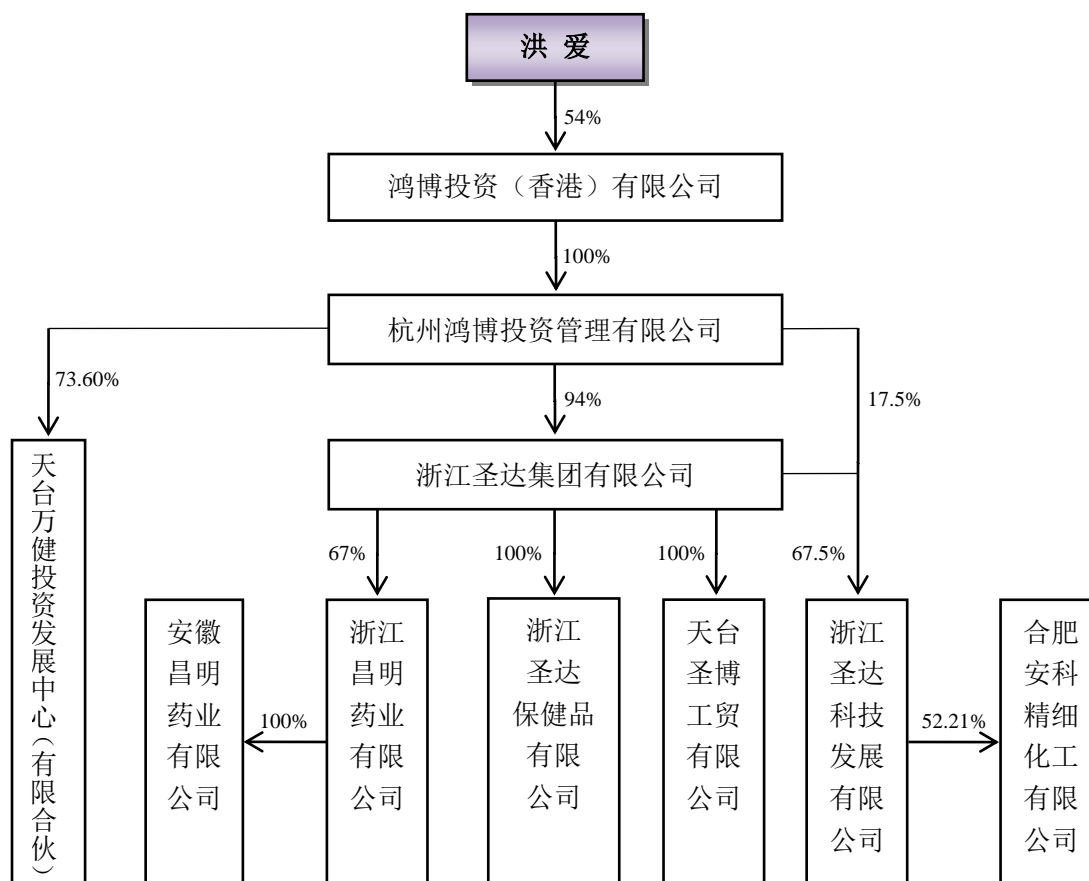 洪 爱
54%
鸿博投资（香港）有限公司
100%
杭州鸿博投资管理有限公司
73.60%
94%
17.5%
浙江圣达集团有限公司
67%
100%
100%
67.5%
天台万健投资发展中心（有限合伙）
安徽
昌明
药业
有限
公司
100%
浙江
昌明
药业
有限
公司
浙江
圣达
保健品
有限
公司
天台
圣博
工贸
有限
公司
浙江
圣达
科技
发展
有限
公司
52.21%
合肥
安科
精细
化工
有限
公司